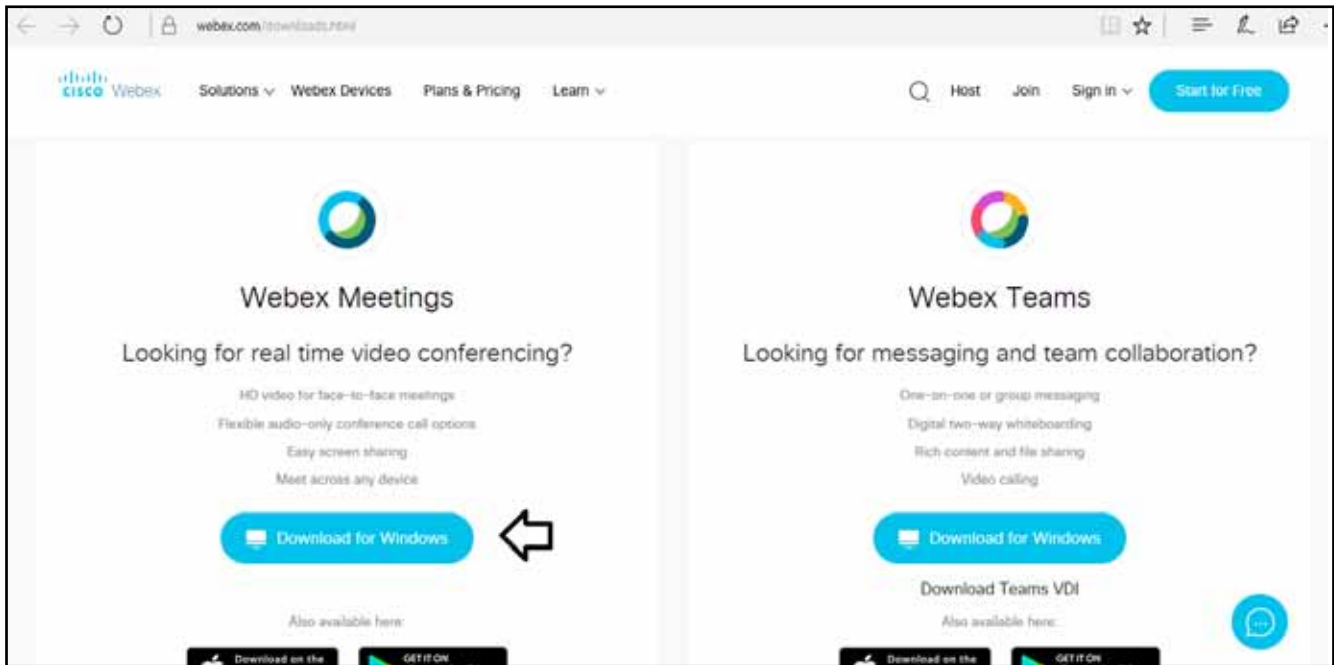 webex.com/downloads.html
CISCO Webex Solutions Webex Devices Plans & Pricing Learn Host Join Sign in Start for Free
Webex Meetings
Looking for real time video conferencing?
HD video for face-to-face meetings
Flexible audio-only conference call options
Easy screen sharing
Meet across any device
Download for Windows
Also available here:
Download on the
GET IT ON
Webex Teams
Looking for messaging and team collaboration?
One-on-one or group messaging
Digital two-way whiteboarding
Rich content and file sharing
Video calling
Download for Windows
Download Teams VDI
Also available here:
Download on the
GET IT ON